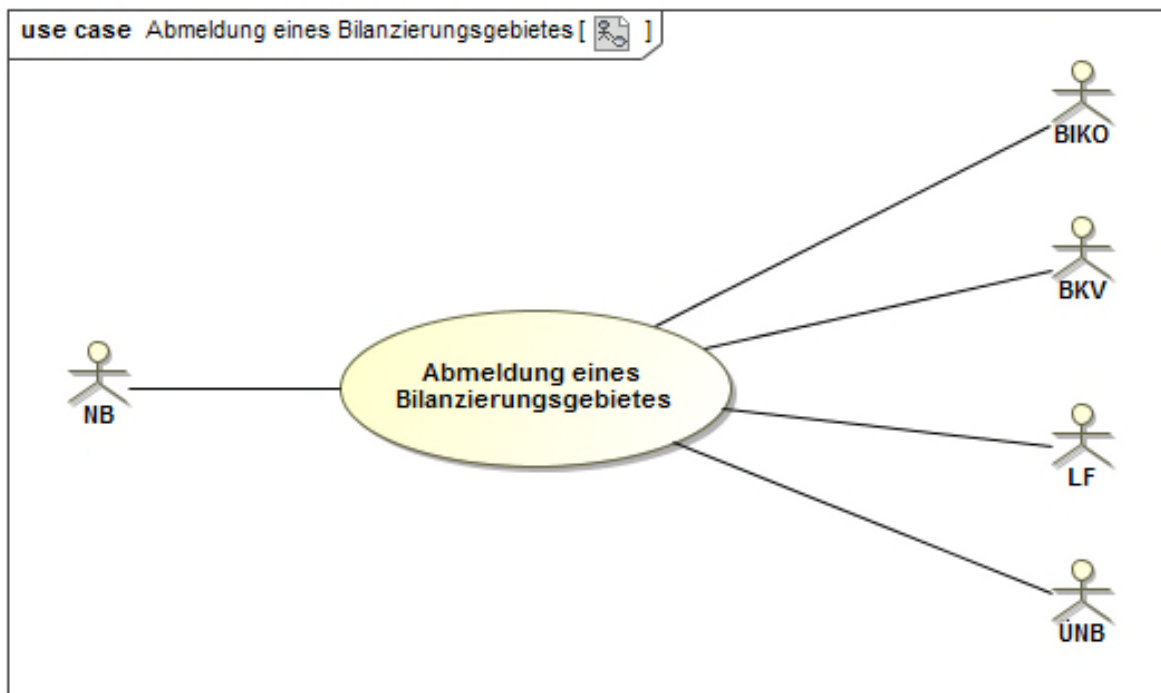 use case Abmeldung eines Bilanzierungsgebietes [ ]
BIKO
BKV
Abmeldung eines
Bilanzierungsgebietes
NB
LF
ÜNB